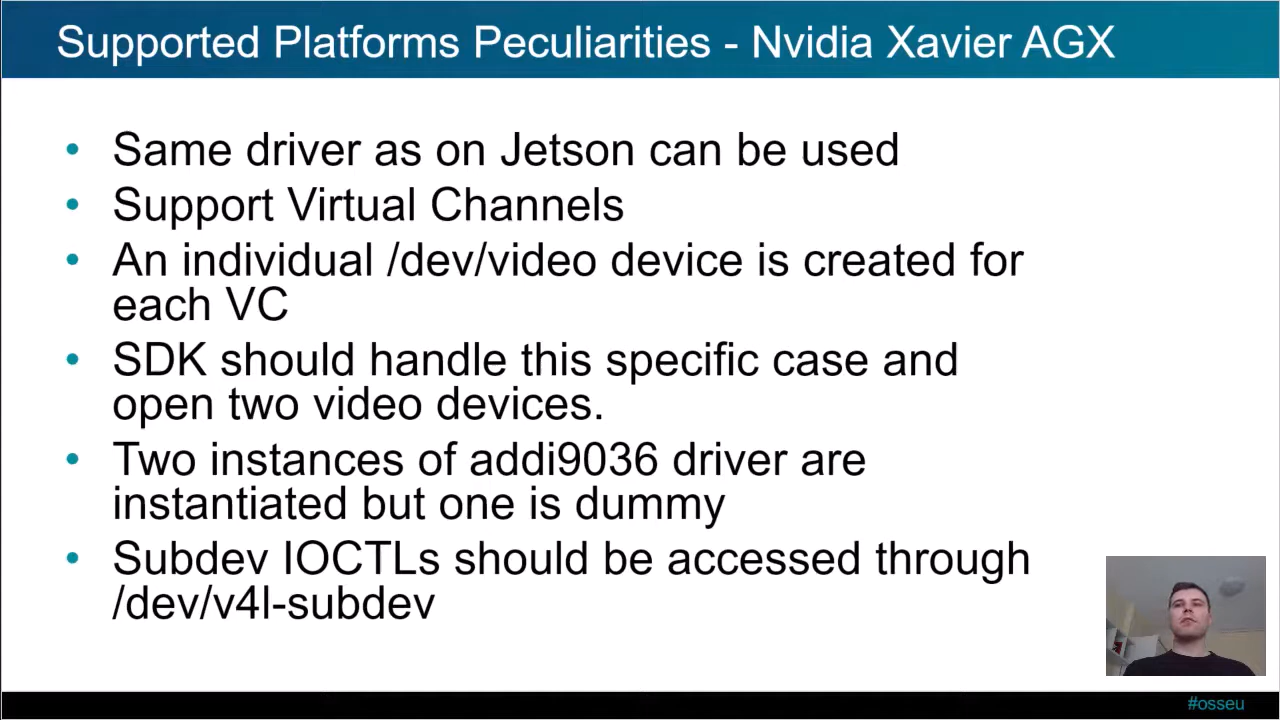 Supported Platforms Peculiarities - Nvidia Xavier AGX
• Same driver as on Jetson can be used
• Support Virtual Channels
• An individual /dev/video device is created for
each VC
• SDK should handle this specific case and
open two video devices.
• Two instances of addi9036 driver are
instantiated but one is dummy
• Subdev IOCTLs should be accessed through
/dev/v4l-subdev
#osseu